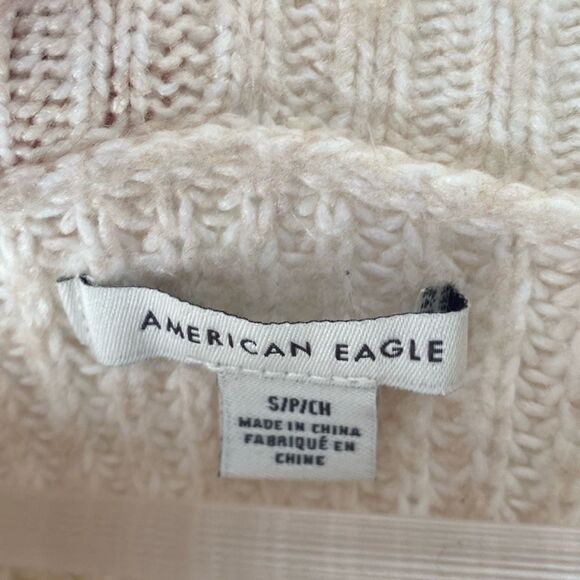 AMERICAN EAGLE
S/P/CH
MADE IN CHINA
FABRIQUÉ EN
CHINE